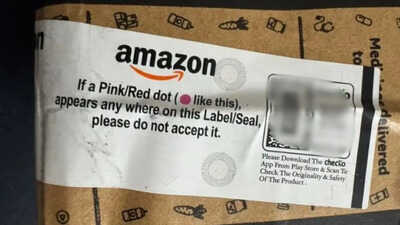 amazon
If a Pink/Red dot ( like this),
appears any where on this Label/Seal,
please do not accept it.
Please Download The checko
App From Play Store & Scan To
Check The Originality & Safety
Of The Product.
delivered